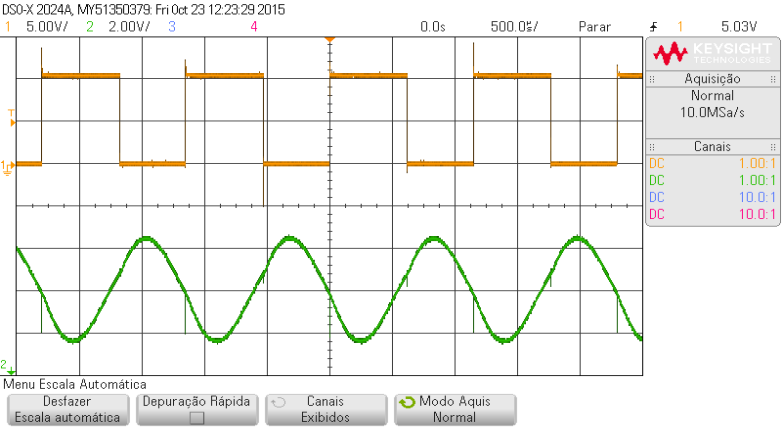 DSO-X 2024A, MY51350379: Fri Oct 23 12:23:29 2015
1 5.00V/ 2 2.00V/ 3 4 0.0s 500.0µs/ Parar 1 5.03V
KEYSIGHT
TECHNOLOGIES
Aquisição
Normal
10.0MSa/s
Canais
DC 1.00:1
DC 1.00:1
DC 10.0:1
DC 10.0:1
T
1
2
Menu Escala Automática
Desfazer
Escala automática
Depuração Rápida
Canais
Exibidos
Modo Aquis
Normal